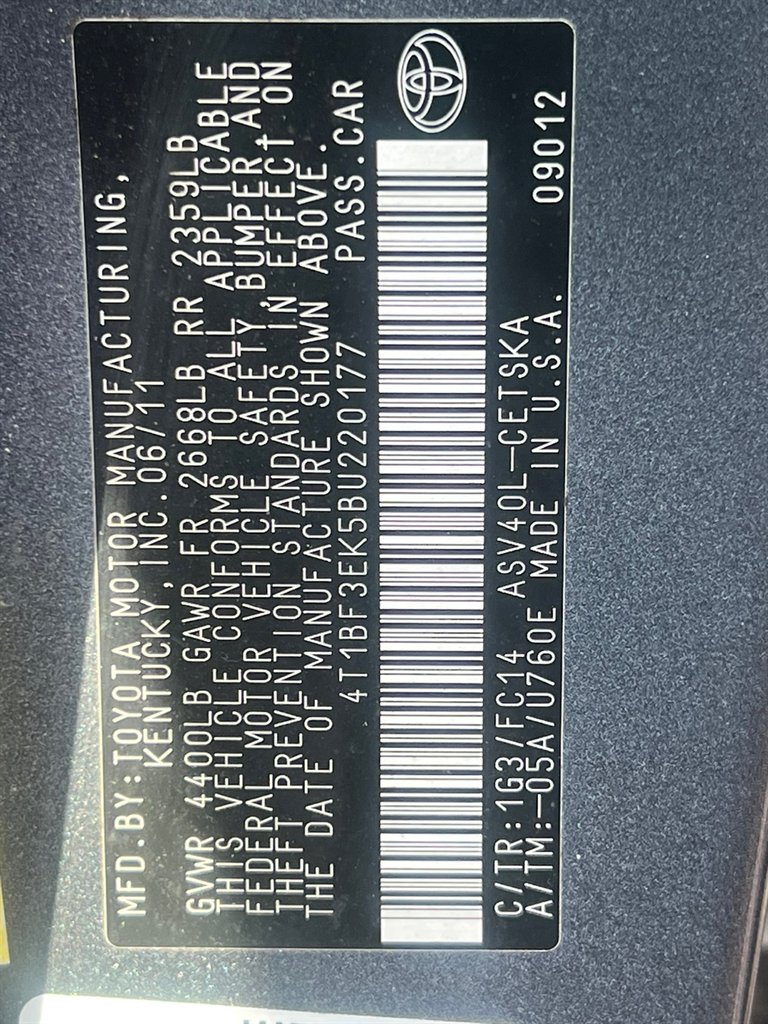 MFD.BY:TOYOTA MOTOR MANUFACTURING,
KENTUCKY,INC.06/11
GVWR 4400LB GAWR FR 2668LB RR 2359LB
THIS VEHICLE CONFORMS TO ALL APPLICABLE
FEDERAL MOTOR VEHICLE SAFETY,BUMPER,AND
THEFT PREVENTION STANDARDS IN EFFECT ON
THE DATE OF MANUFACTURE SHOWN ABOVE.
4T1BF3EK5BU220177 PASS.CAR
C/TR:1G3/FC14 ASV40L-CETSKA
A/TM:-05A/U760E MADE IN U.S.A. 09012